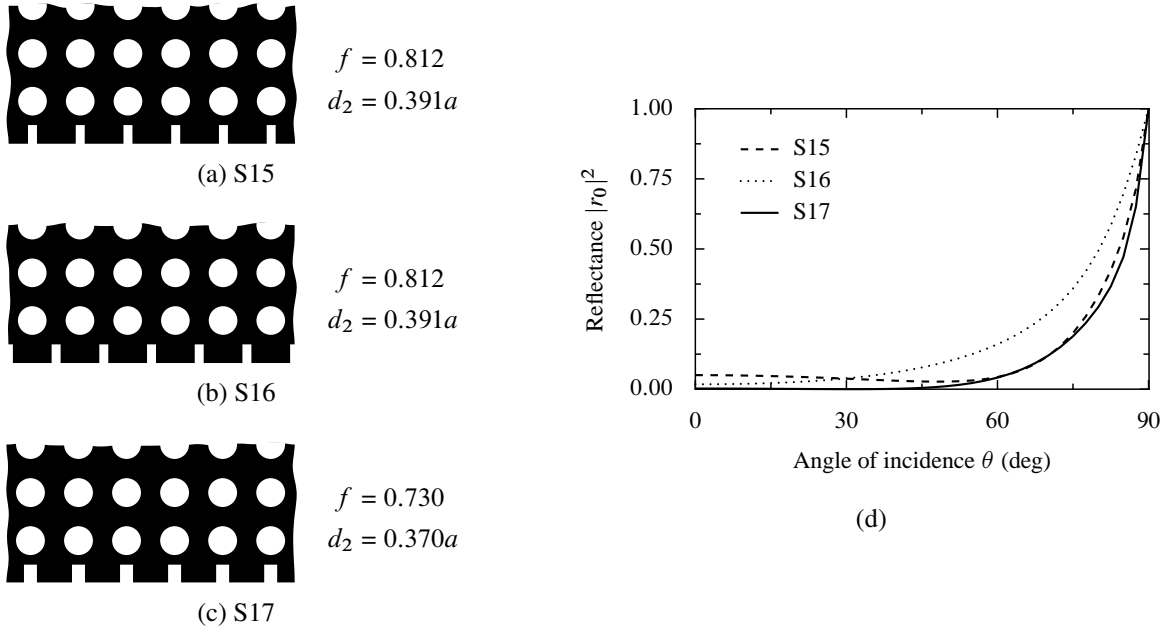 f = 0.812
d₂ = 0.391a
(a) S15
f = 0.812
d₂ = 0.391a
(b) S16
f = 0.730
d₂ = 0.370a
(c) S17
Reflectance |r₀|²
1.00
0.75
0.50
0.25
0.00
S15
S16
S17
0 30 60 90
Angle of incidence θ (deg)
(d)